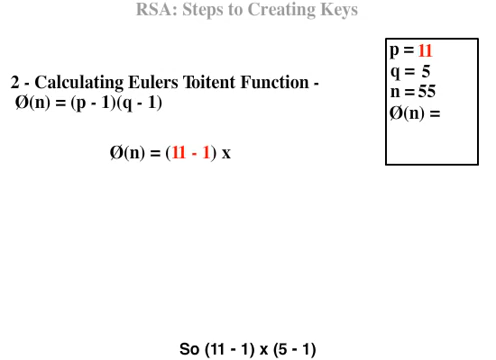 RSA: Steps to Creating Keys
p = 11
q = 5
n = 55
Ø(n) =
2 - Calculating Eulers Toitent Function -
Ø(n) = (p - 1)(q - 1)
Ø(n) = (11 - 1) x
So (11 - 1) x (5 - 1)